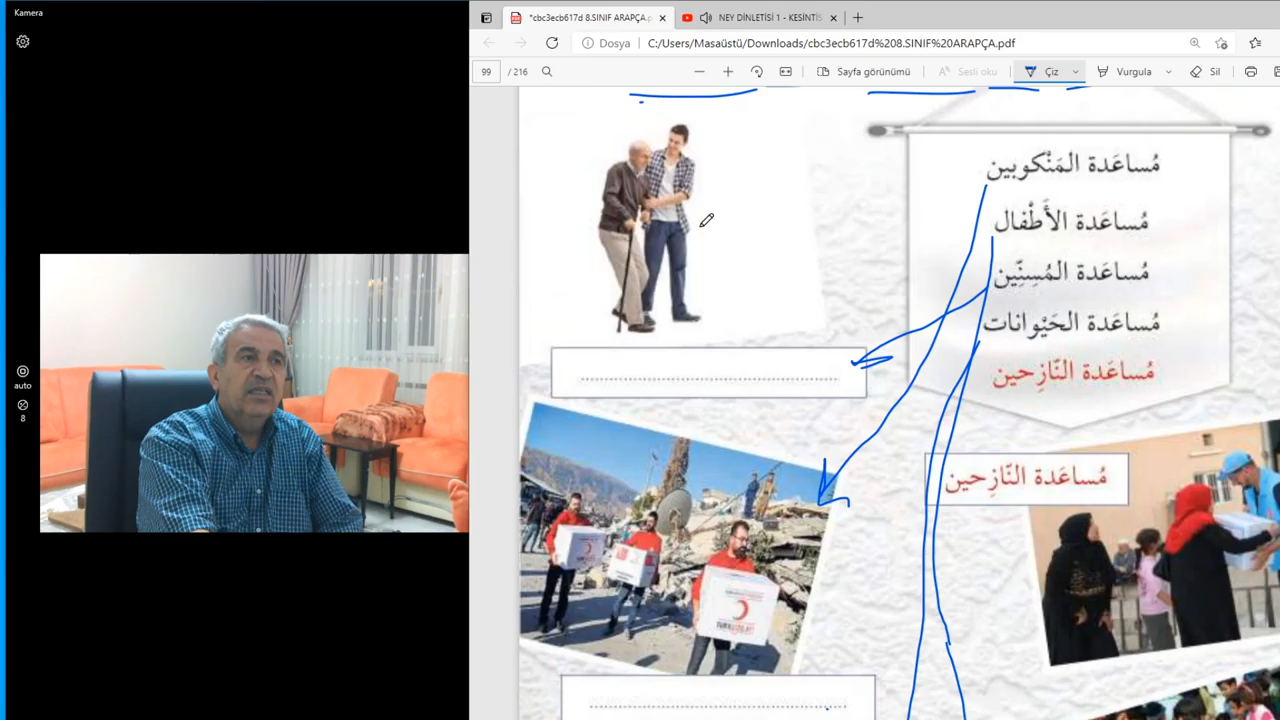 Kamera
auto
8
*cbc3ecb617d 8.SINIF ARAPÇA.p
NEY DİNLETİSİ 1 - KESİNTİS
Dosya
C:/Users/Masaüstü/Downloads/cbc3ecb617d%208.SINIF%20ARAPÇA.pdf
99 / 216
Sayfa görünümü
Sesli oku
Çiz
Vurgula
Sil
مُساعَدة المَنْكوبين
مُساعَدة الأَطْفال
مُساعَدة المُسِنِّين
مُساعَدة الحَيْوانات
مُساعَدة النّازِحين
مُساعَدة النّازِحين